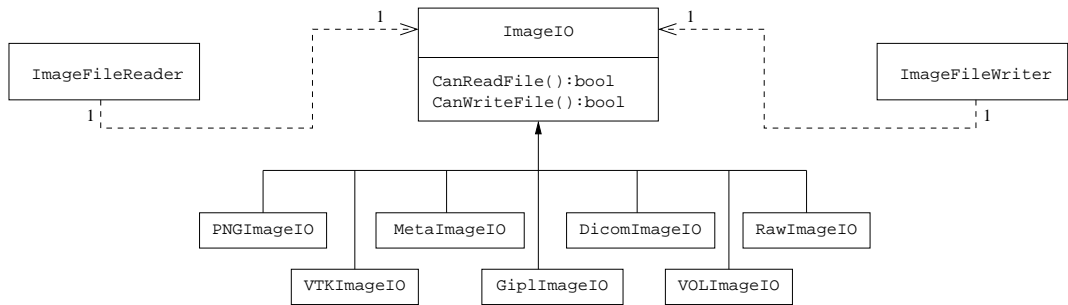 1
1
ImageIO
ImageFileReader
ImageFileWriter
CanReadFile():bool
CanWriteFile():bool
1
1
PNGImageIO
MetaImageIO
DicomImageIO
RawImageIO
VTKImageIO
GiplImageIO
VOLImageIO